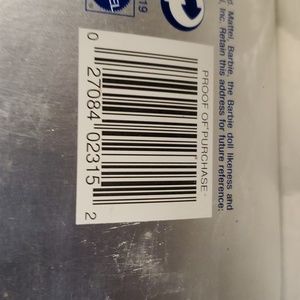 19
d. Mattel, Barbie, the Barbie doll likeness and
l, Inc. Retain this address for future reference:
PROOF OF PURCHASE
0 27084 02315 2